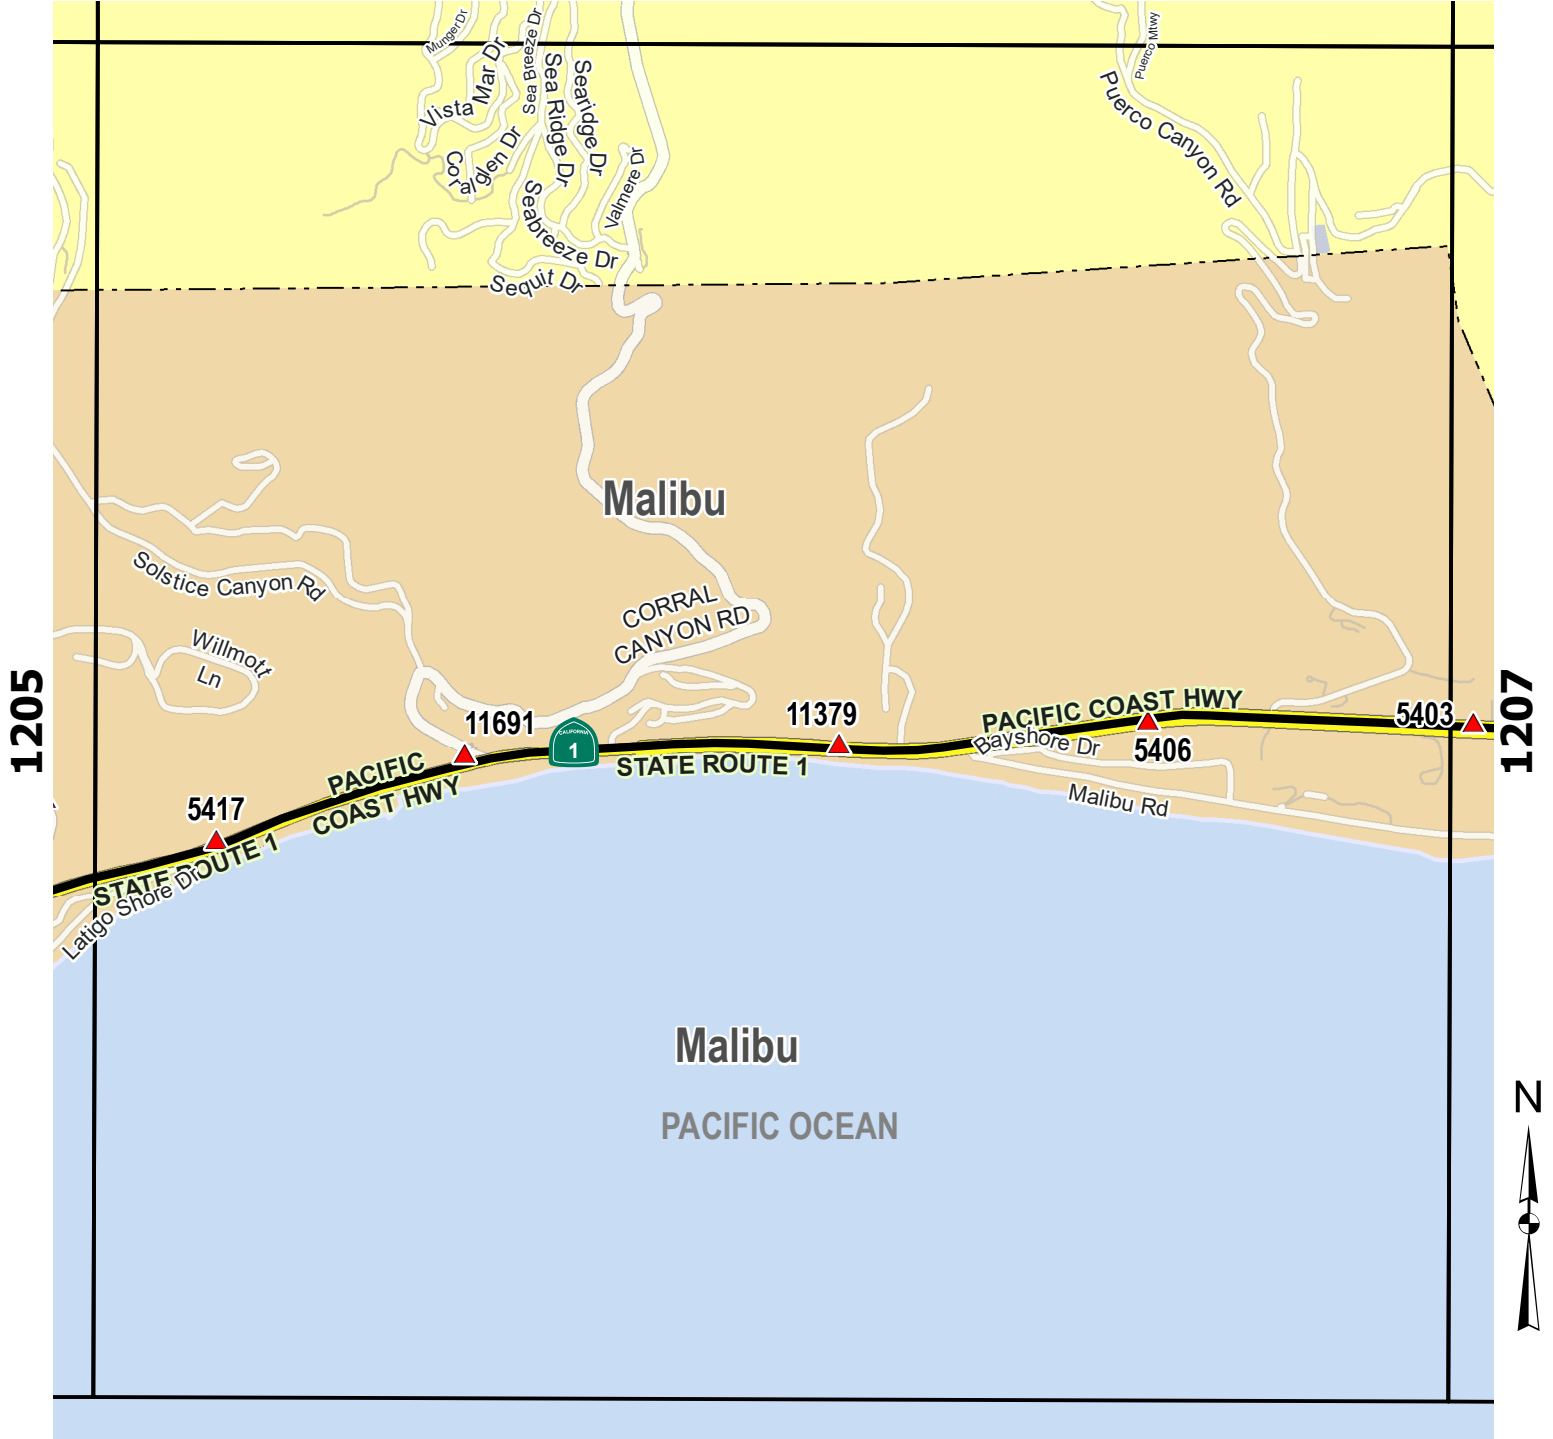 Munger Dr
Vista Mar Dr
Sea Breeze Dr
Sea Ridge Dr
Searidge Dr
Coralglen Dr
Valmere Dr
Seabreeze Dr
Sequit Dr
Puerco Mtwy
Puerco Canyon Rd
Malibu
Solstice Canyon Rd
Willmott
Ln
CORRAL
CANYON RD
1205
1207
11691
11379
PACIFIC COAST HWY
5403
Bayshore Dr
5406
CALIFORNIA
1
STATE ROUTE 1
PACIFIC
COAST HWY
Malibu Rd
5417
STATE ROUTE 1
Latigo Shore Dr
Malibu
PACIFIC OCEAN
N